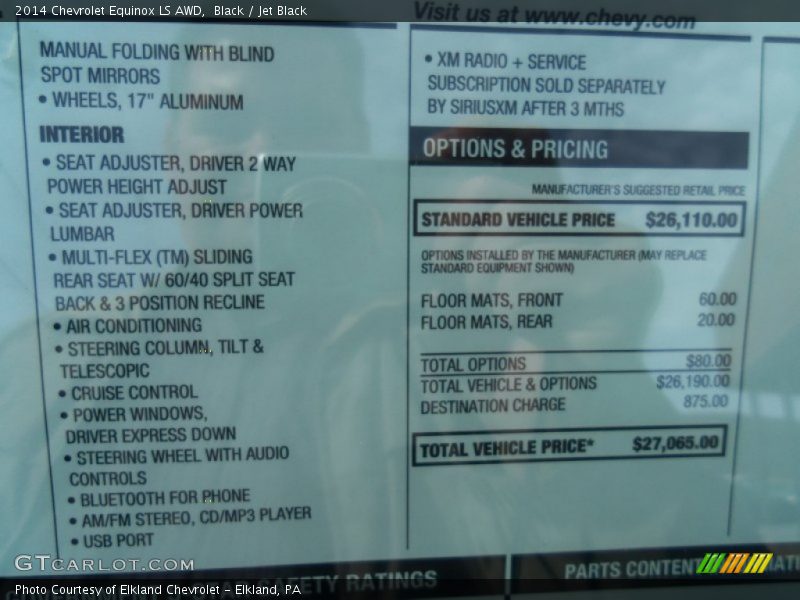 2014 Chevrolet Equinox LS AWD,  Black / Jet Black
Visit us at www.chevy.com
MANUAL FOLDING WITH BLIND
SPOT MIRRORS
• WHEELS, 17" ALUMINUM
INTERIOR
• SEAT ADJUSTER, DRIVER 2 WAY
POWER HEIGHT ADJUST
• SEAT ADJUSTER, DRIVER POWER
LUMBAR
• MULTI-FLEX (TM) SLIDING
REAR SEAT W/ 60/40 SPLIT SEAT
BACK & 3 POSITION RECLINE
• AIR CONDITIONING
• STEERING COLUMN, TILT &
TELESCOPIC
• CRUISE CONTROL
• POWER WINDOWS,
DRIVER EXPRESS DOWN
• STEERING WHEEL WITH AUDIO
CONTROLS
• BLUETOOTH FOR PHONE
• AM/FM STEREO, CD/MP3 PLAYER
• USB PORT
• XM RADIO + SERVICE
SUBSCRIPTION SOLD SEPARATELY
BY SIRIUSXM AFTER 3 MTHS
OPTIONS & PRICING
MANUFACTURER'S SUGGESTED RETAIL PRICE
STANDARD VEHICLE PRICE $26,110.00
OPTIONS INSTALLED BY THE MANUFACTURER (MAY REPLACE
STANDARD EQUIPMENT SHOWN)
FLOOR MATS, FRONT 60.00
FLOOR MATS, REAR 20.00
TOTAL OPTIONS $80.00
TOTAL VEHICLE & OPTIONS $26,190.00
DESTINATION CHARGE 875.00
TOTAL VEHICLE PRICE* $27,065.00
GTCARLOT.COM
SAFETY RATINGS
PARTS CONTENT
Photo Courtesy of Elkland Chevrolet - Elkland, PA